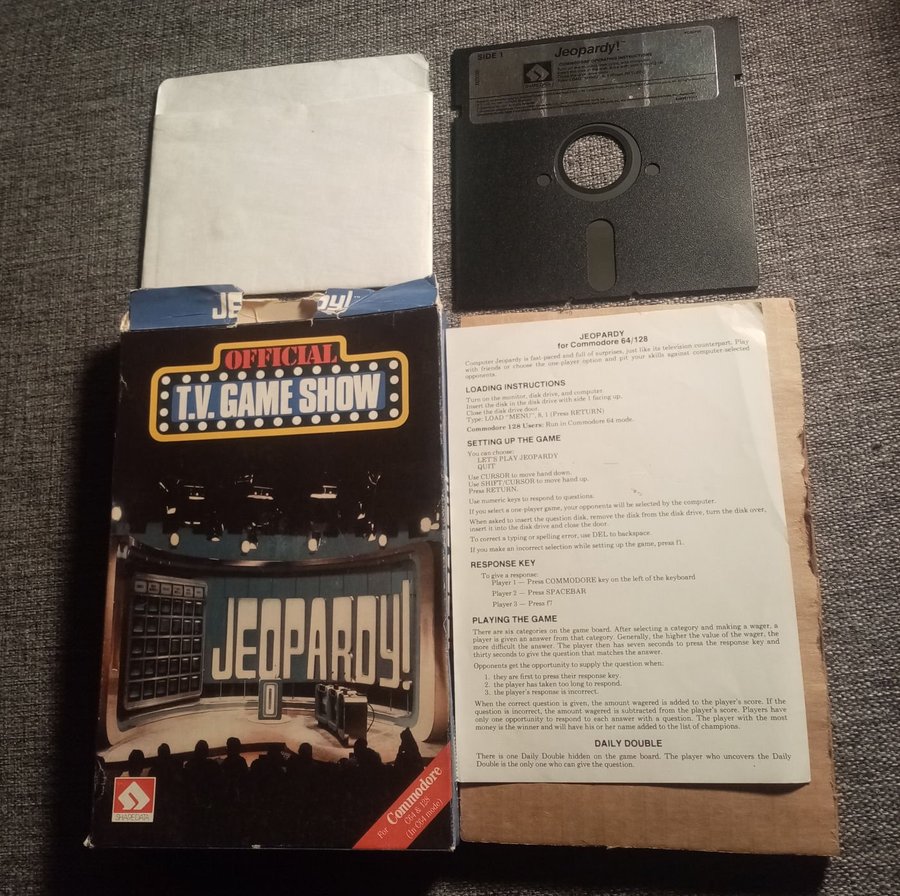 SIDE 1
Jeopardy!™
COMMODORE OPERATING INSTRUCTIONS
SHAREDATA
JE
dy!™
OFFICIAL
T.V. GAME SHOW
JEOPARDY!
SHAREDATA
For Commodore
C64 & 128
(In C64 mode)
JEOPARDY
for Commodore 64/128
Computer Jeopardy is fast-paced and full of surprises, just like its television counterpart. Play
with friends or choose the one-player option and pit your skills against computer-selected
opponents.
LOADING INSTRUCTIONS
Turn on the monitor, disk drive, and computer.
Insert the disk in the disk drive with side 1 facing up.
Close the disk drive door.
Type: LOAD "MENU", 8, 1 (Press RETURN)
Commodore 128 Users: Run in Commodore 64 mode.
SETTING UP THE GAME
You can choose:
LET'S PLAY JEOPARDY
QUIT
Use CURSOR to move hand down.
Use SHIFT/CURSOR to move hand up.
Press RETURN.
Use numeric keys to respond to questions:
If you select a one-player game, your opponents will be selected by the computer.
When asked to insert the question disk, remove the disk from the disk drive, turn the disk over,
insert it into the disk drive and close the door.
To correct a typing or spelling error, use DEL to backspace.
If you make an incorrect selection while setting up the game, press f1.
RESPONSE KEY
To give a response:
Player 1 — Press COMMODORE key on the left of the keyboard
Player 2 — Press SPACEBAR
Player 3 — Press f7
PLAYING THE GAME
There are six categories on the game board. After selecting a category and making a wager, a
player is given an answer from that category. Generally, the higher the value of the wager, the
more difficult the answer. The player then has seven seconds to press the response key and
thirty seconds to give the question that matches the answer.
Opponents get the opportunity to supply the question when:
1. they are first to press their response key.
2. the player has taken too long to respond.
3. the player's response is incorrect.
When the correct question is given, the amount wagered is added to the player's score. If the
question is incorrect, the amount wagered is subtracted from the player's score. Players have
only one opportunity to respond to each answer with a question. The player with the most
money is the winner and will have his or her name added to the list of champions.
DAILY DOUBLE
There is one Daily Double hidden on the game board. The player who uncovers the Daily
Double is the only one who can give the question.